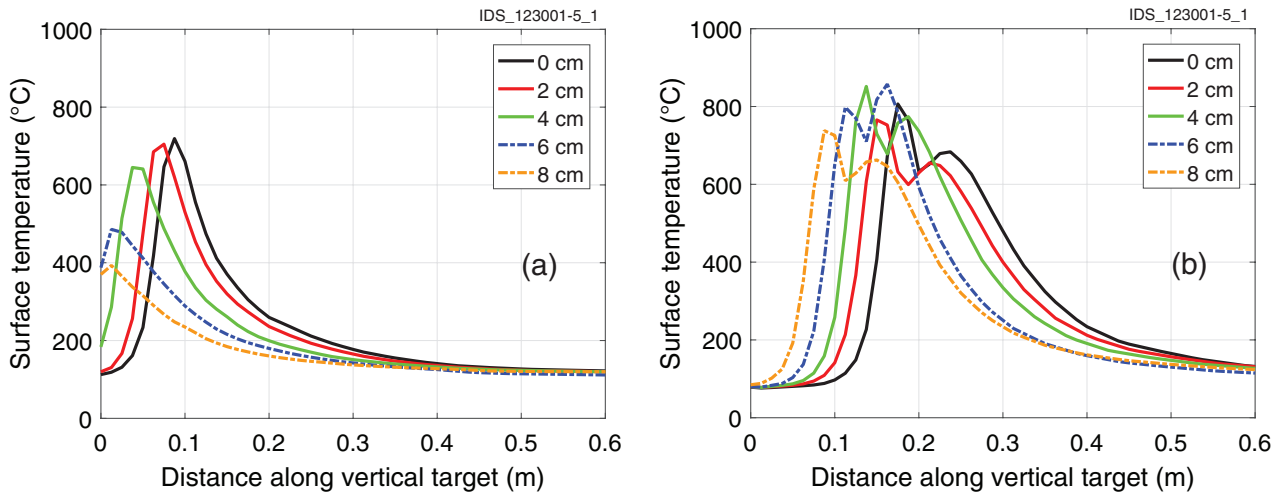 IDS_123001-5_1
1000
800
600
400
200
0
0
0.1
0.2
0.3
0.4
0.5
0.6
Surface temperature (°C)
Distance along vertical target (m)
0 cm
2 cm
4 cm
6 cm
8 cm
(a)
IDS_123001-5_1
1000
800
600
400
200
0
0
0.1
0.2
0.3
0.4
0.5
0.6
Surface temperature (°C)
Distance along vertical target (m)
0 cm
2 cm
4 cm
6 cm
8 cm
(b)